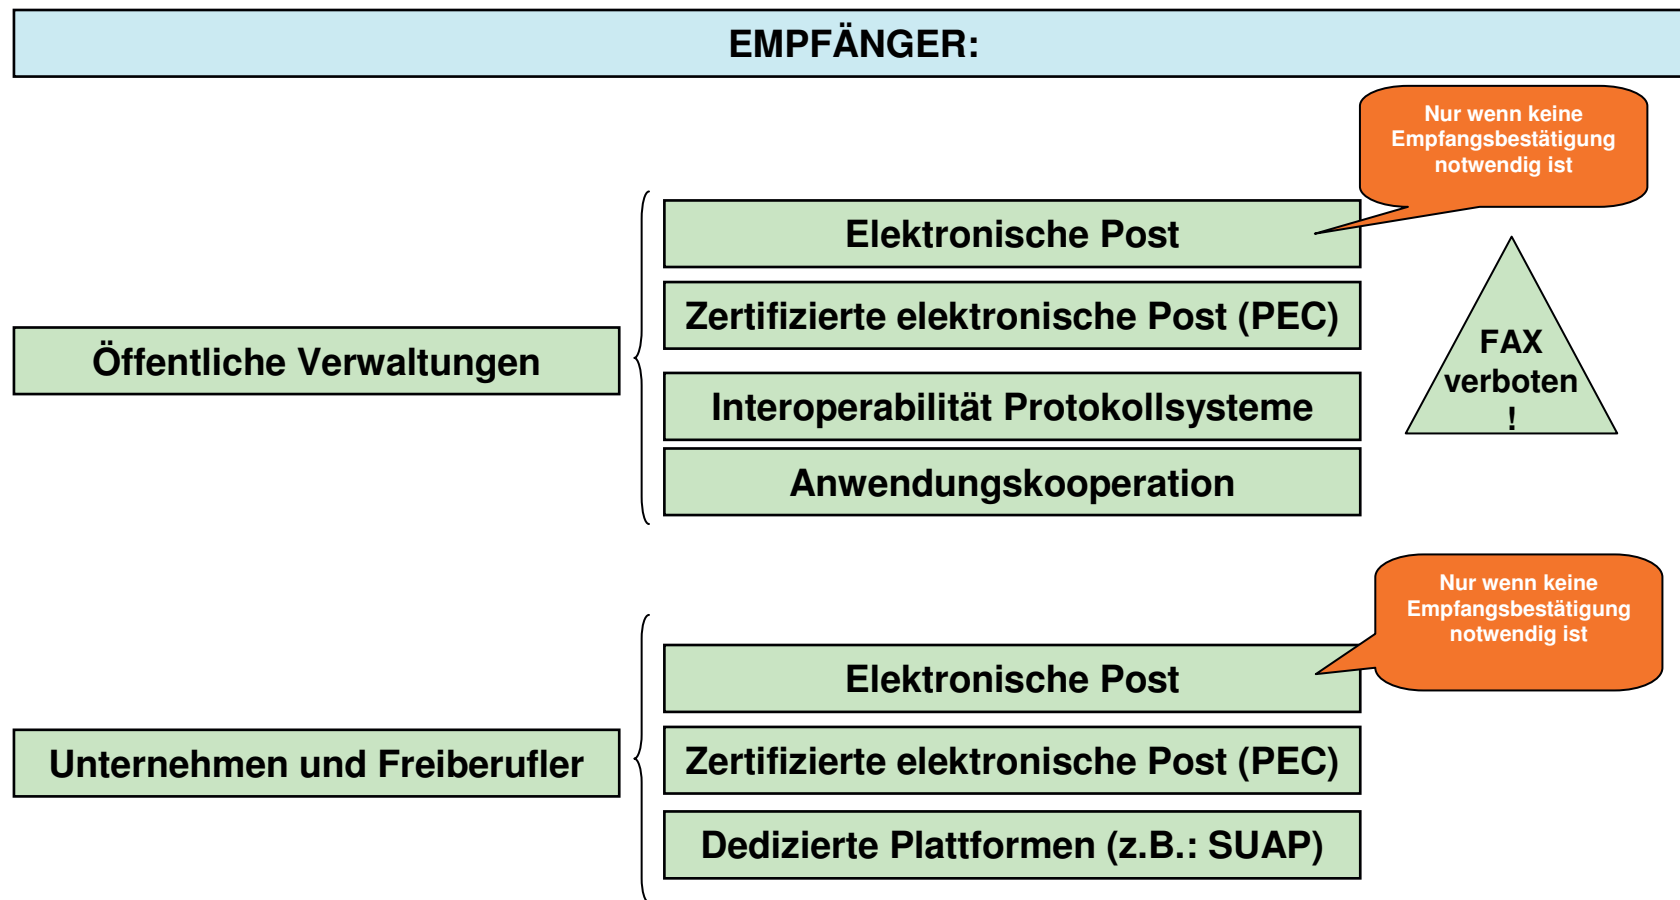 EMPFÄNGER:
Nur wenn keine
Empfangsbestätigung
notwendig ist
Elektronische Post
Zertifizierte elektronische Post (PEC)
Öffentliche Verwaltungen
Interoperabilität Protokollsysteme
Anwendungskooperation
FAX
verboten
!
Nur wenn keine
Empfangsbestätigung
notwendig ist
Elektronische Post
Unternehmen und Freiberufler
Zertifizierte elektronische Post (PEC)
Dedizierte Plattformen (z.B.: SUAP)